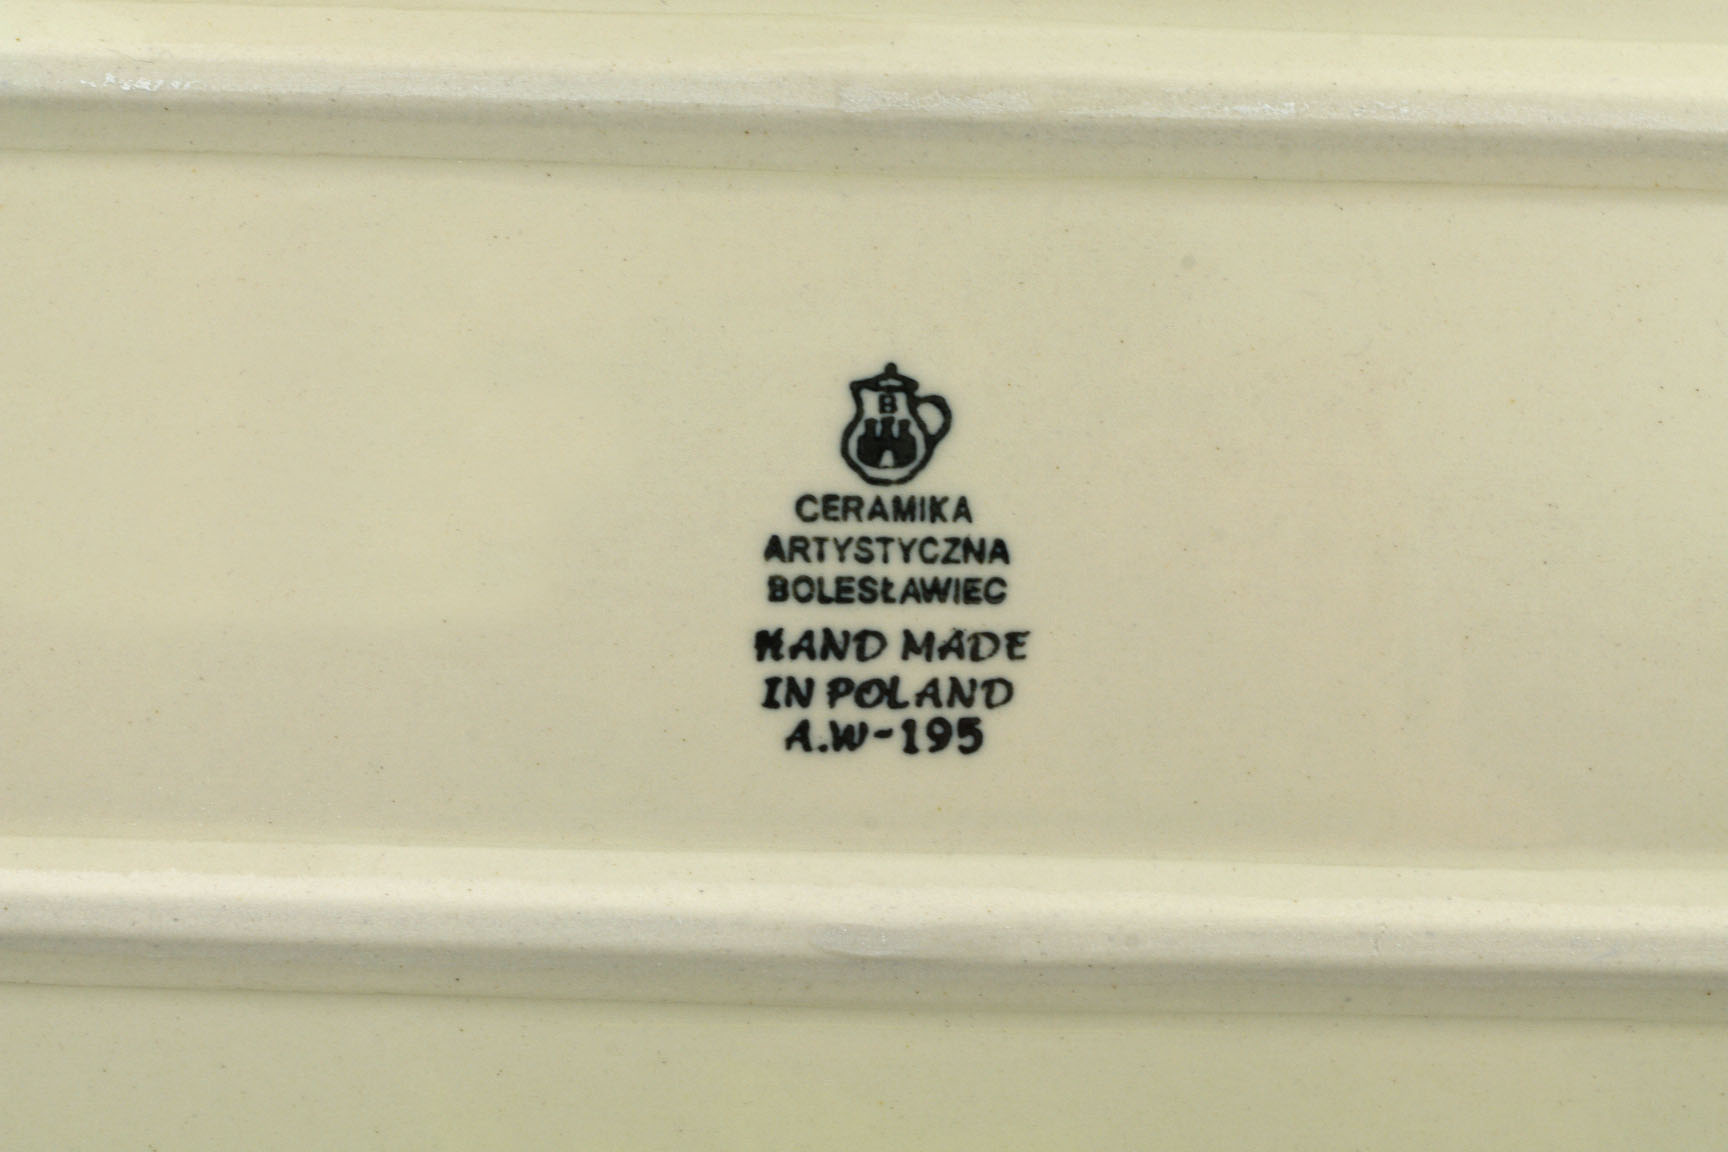 B
CERAMIKA
ARTYSTYCZNA
BOLESŁAWIEC
HAND MADE
IN POLAND
A.W-195